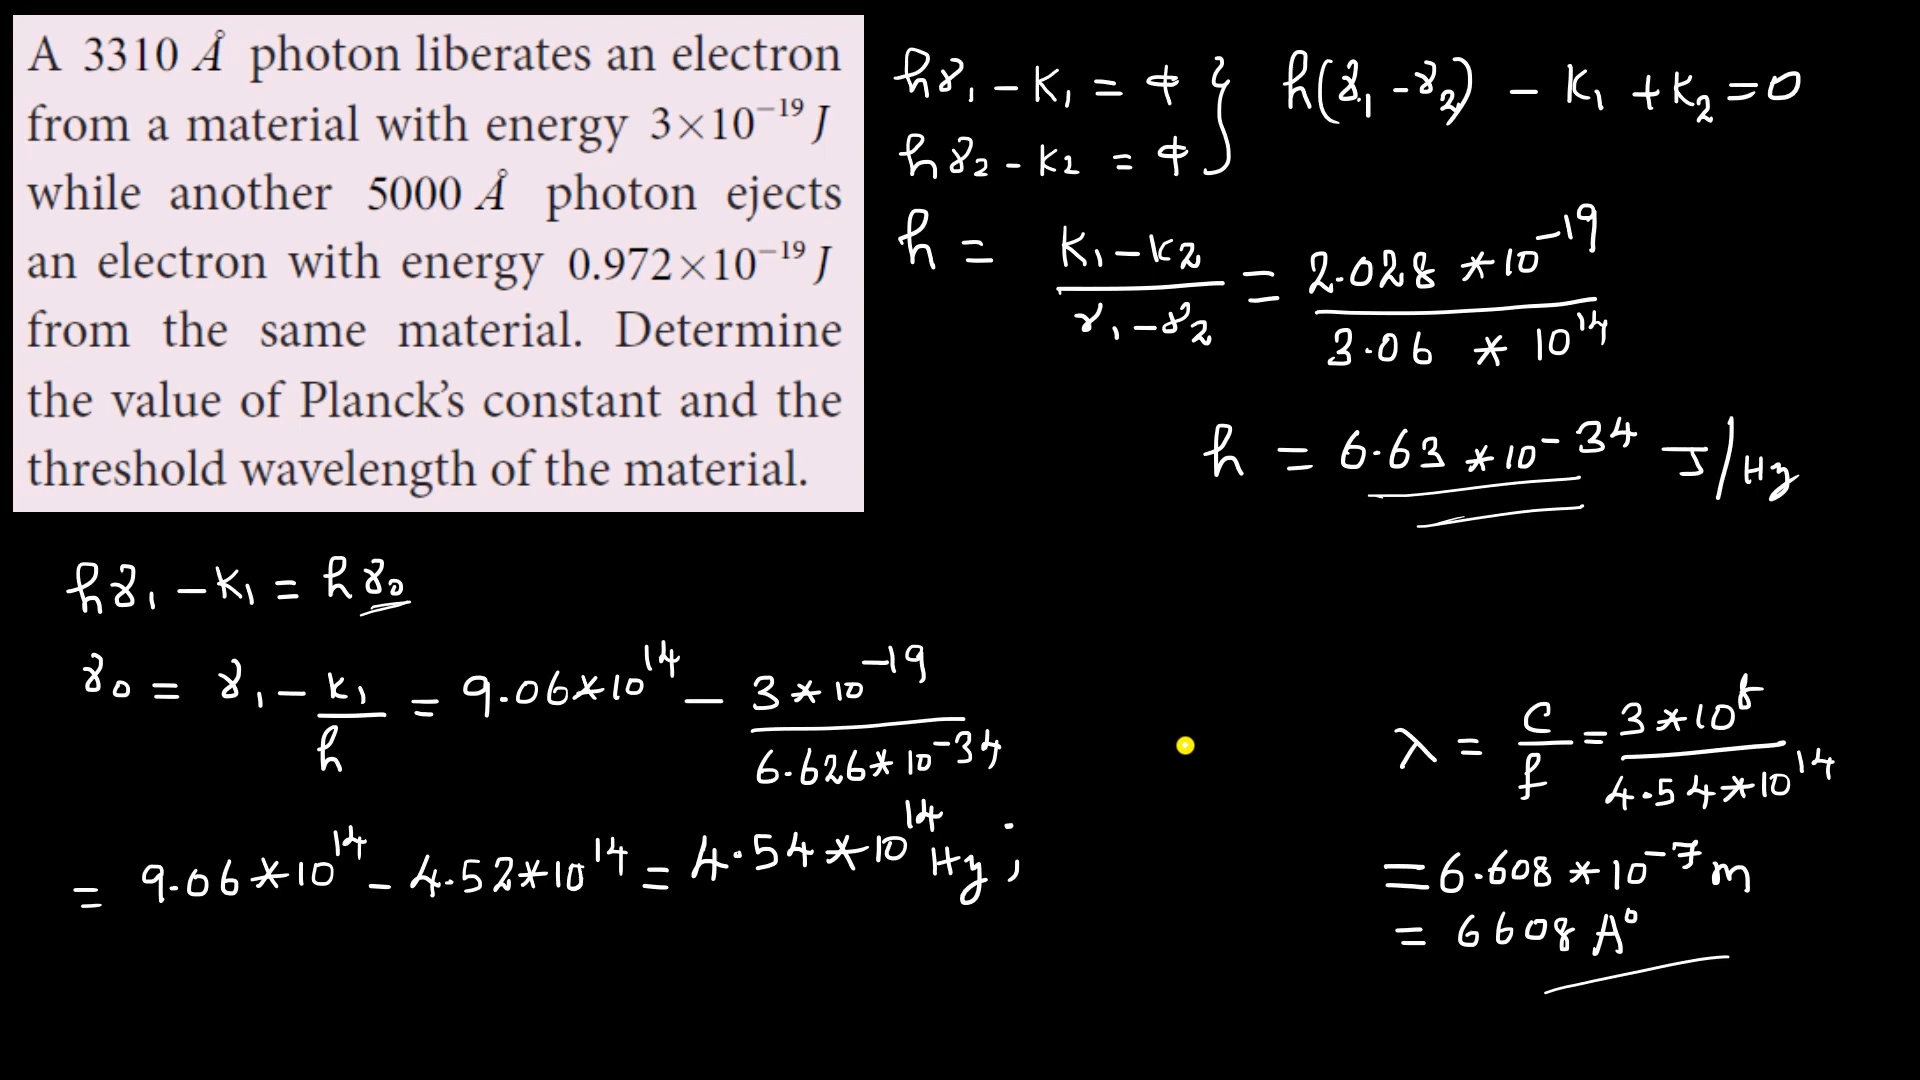 A 3310 Å photon liberates an electron
from a material with energy 3×10⁻¹⁹ J
while another 5000 Å photon ejects
an electron with energy 0.972×10⁻¹⁹ J
from the same material. Determine
the value of Planck's constant and the
threshold wavelength of the material.
hγ₁ - K₁ = φ } h(γ₁ - γ₂) - K₁ + K₂ = 0
hγ₂ - K₂ = φ
h = (K₁ - K₂)/(γ₁ - γ₂) = (2.028 * 10⁻¹⁹)/(3.06 * 10¹⁴)
h = 6.63 * 10⁻³⁴ J/Hz
hγ₁ - K₁ = hγ₀
γ₀ = γ₁ - K₁/h = 9.06*10¹⁴ - (3 * 10⁻¹⁹)/(6.626 * 10⁻³⁴)
= 9.06 * 10¹⁴ - 4.52*10¹⁴ = 4.54 * 10¹⁴ Hz ;
λ = c/f = (3*10⁸)/(4.54*10¹⁴)
= 6.608 * 10⁻⁷ m
= 6608 A°